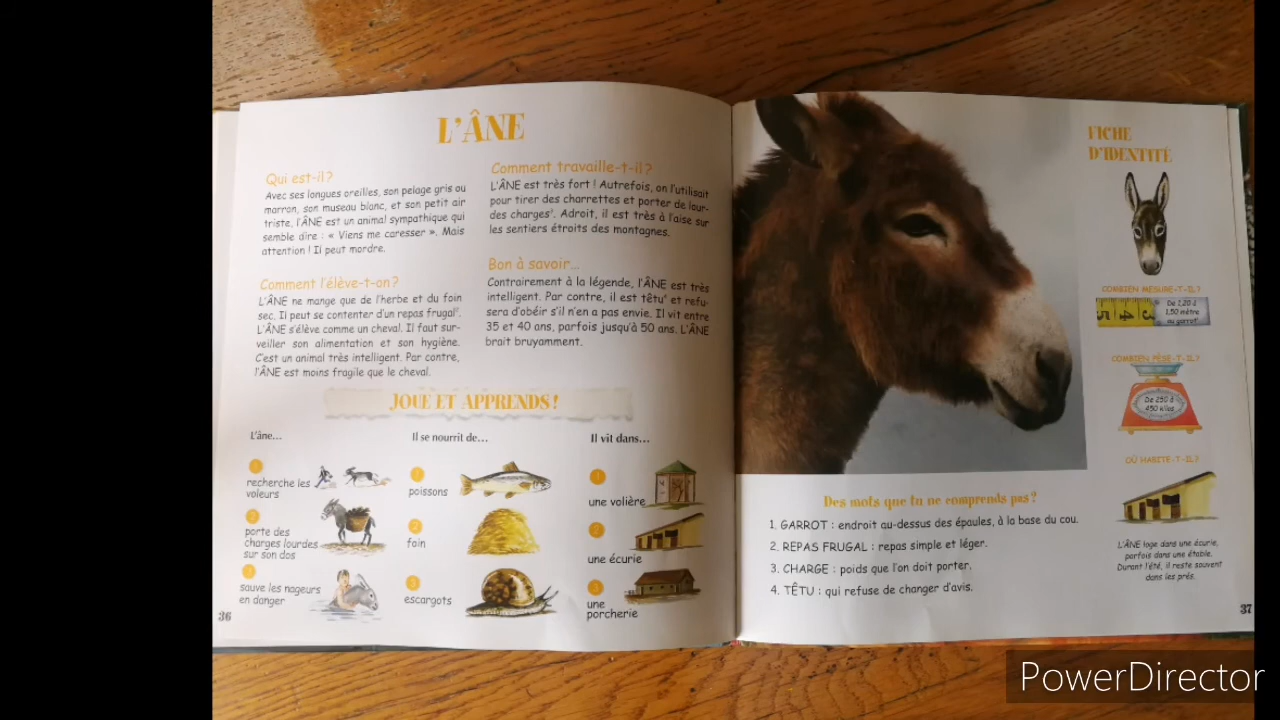 L'ÂNE
Qui est-il ?
Avec ses longues oreilles, son pelage gris ou
marron, son museau blanc, et son petit air
triste, l'ÂNE est un animal sympathique qui
semble dire : « Viens me caresser ». Mais
attention ! Il peut mordre.
Comment l'élève-t-on ?
L'ÂNE ne mange que de l'herbe et du foin
sec. Il peut se contenter d'un repas frugal².
L'ÂNE s'élève comme un cheval. Il faut sur-
veiller son alimentation et son hygiène.
C'est un animal très intelligent. Par contre,
l'ÂNE est moins fragile que le cheval.
Comment travaille-t-il ?
L'ÂNE est très fort ! Autrefois, on l'utilisait
pour tirer des charrettes et porter de lour-
des charges³. Adroit, il est très à l'aise sur
les sentiers étroits des montagnes.
Bon à savoir...
Contrairement à la légende, l'ÂNE est très
intelligent. Par contre, il est têtu⁴ et refu-
sera d'obéir s'il n'en a pas envie. Il vit entre
35 et 40 ans, parfois jusqu'à 50 ans. L'ÂNE
brait bruyamment.
JOUE ET APPRENDS !
L'âne...
1
recherche les
voleurs
2
porte des
charges lourdes
sur son dos
3
sauve les nageurs
en danger
Il se nourrit de...
1
poissons
2
foin
3
escargots
Il vit dans...
1
une volière
2
une écurie
3
une
porcherie
36
FICHE
D'IDENTITÉ
COMBIEN MESURE-T-IL ?
De 1,20 à
1,50 mètre
au garrot¹
COMBIEN PÈSE-T-IL ?
De 250 à
450 kilos
OÙ HABITE-T-IL ?
L'ÂNE loge dans une écurie,
parfois dans une étable.
Durant l'été, il reste souvent
dans les prés.
Des mots que tu ne comprends pas ?
1. GARROT : endroit au-dessus des épaules, à la base du cou.
2. REPAS FRUGAL : repas simple et léger.
3. CHARGE : poids que l'on doit porter.
4. TÊTU : qui refuse de changer d'avis.
37
PowerDirector